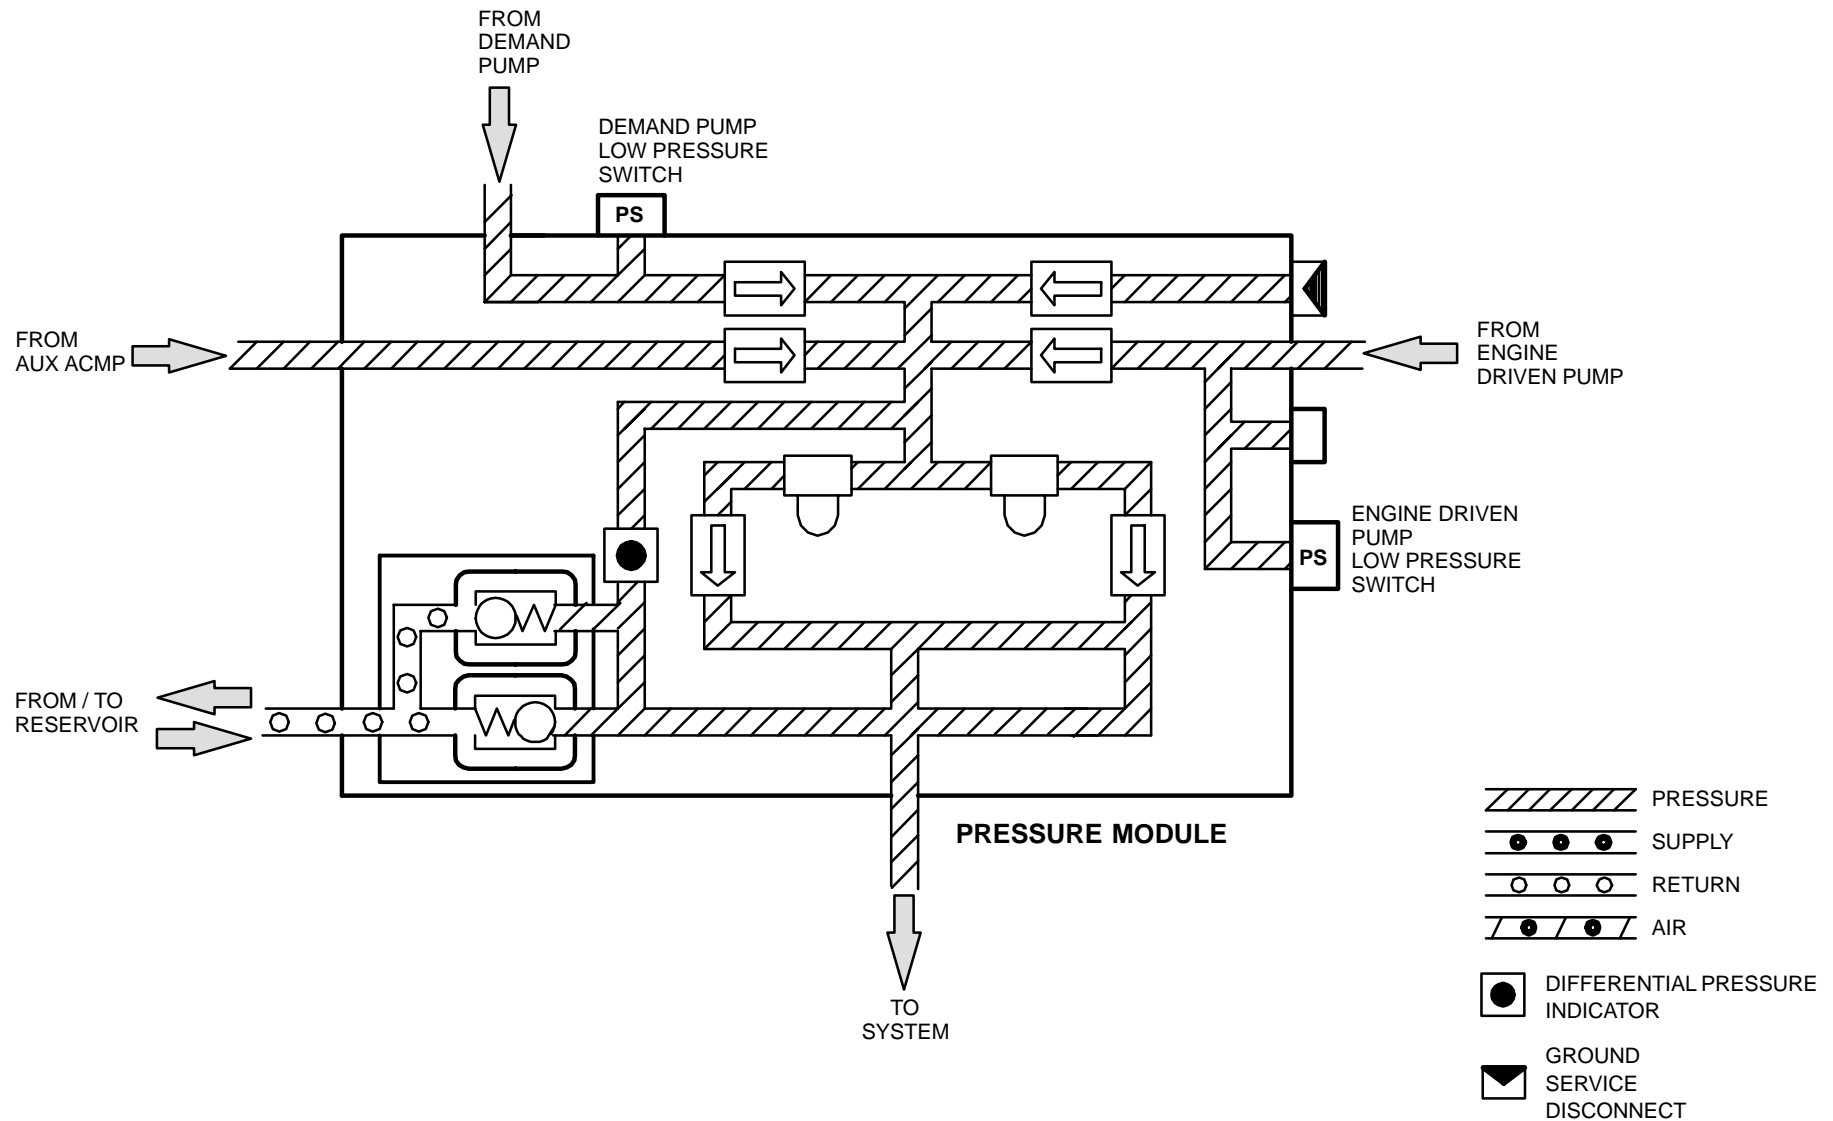 FROM
DEMAND
PUMP
DEMAND PUMP
LOW PRESSURE
SWITCH
PS
FROM
AUX ACMP
FROM
ENGINE
DRIVEN PUMP
ENGINE DRIVEN
PUMP
LOW PRESSURE
SWITCH
PS
FROM / TO
RESERVOIR
PRESSURE MODULE
TO
SYSTEM
PRESSURE
SUPPLY
RETURN
AIR
DIFFERENTIAL PRESSURE
INDICATOR
GROUND
SERVICE
DISCONNECT